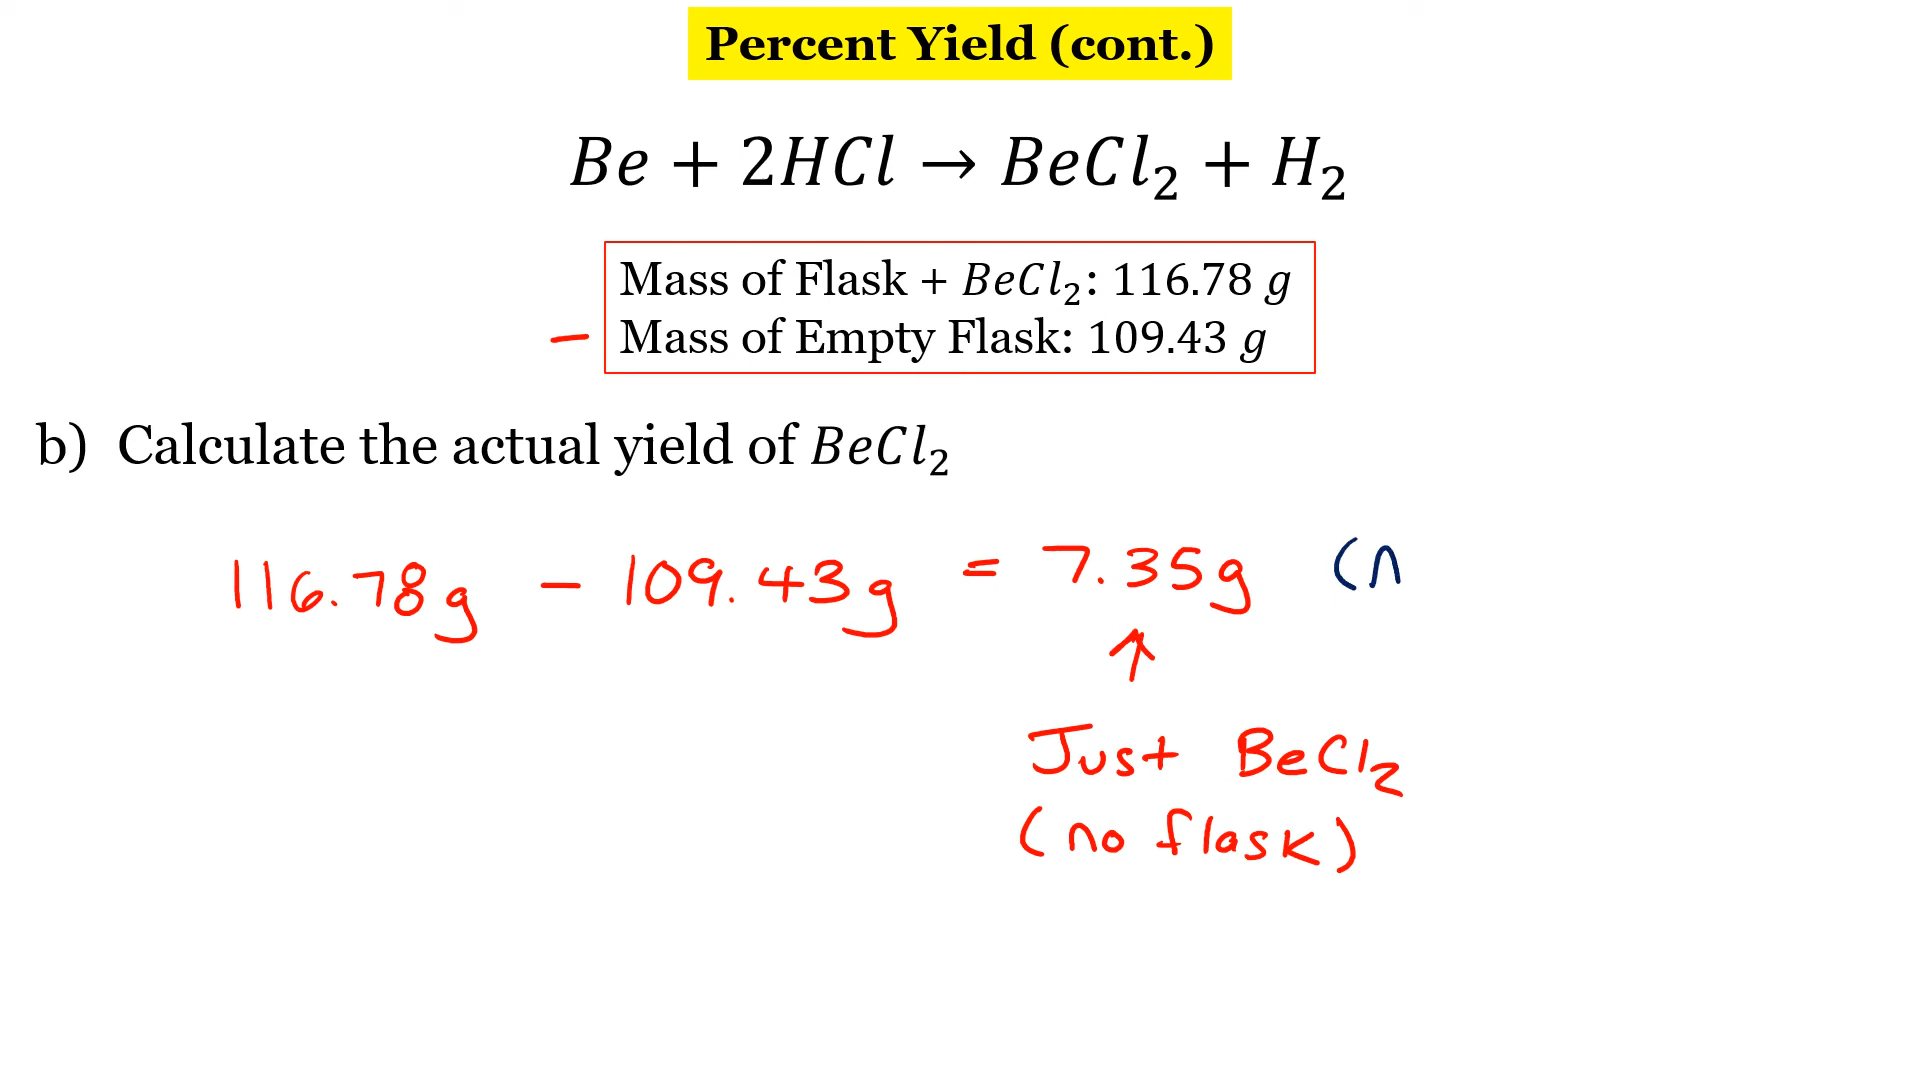 Percent Yield (cont.)
Be + 2HCl → BeCl₂ + H₂
Mass of Flask + BeCl₂: 116.78 g
− Mass of Empty Flask: 109.43 g
b) Calculate the actual yield of BeCl₂
116.78g − 109.43g = 7.35g (n
↑
Just BeCl₂
(no flask)